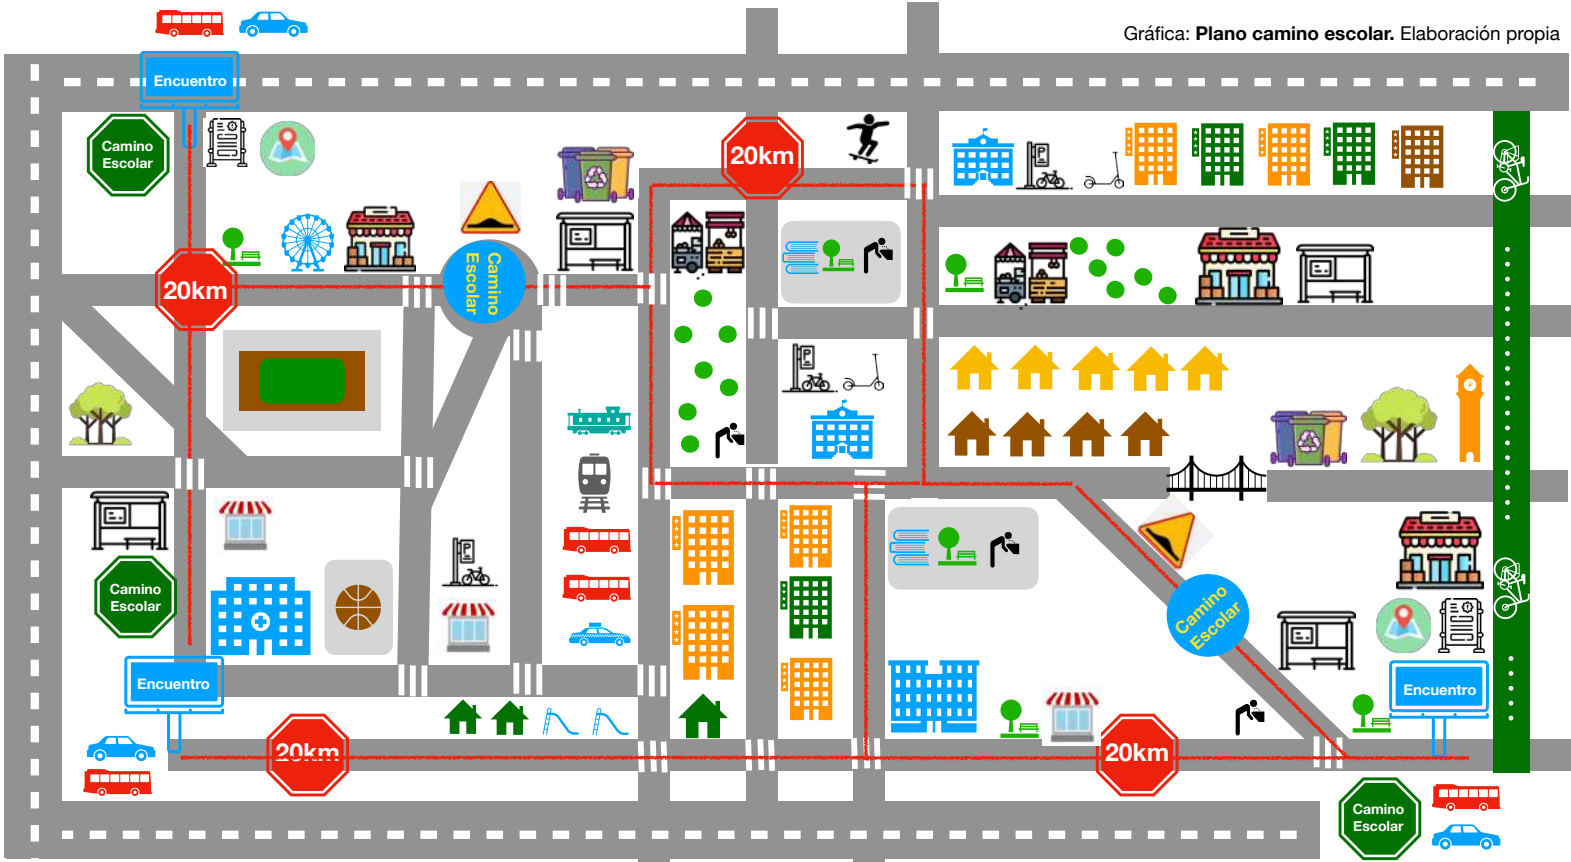 Gráfica: Plano camino escolar. Elaboración propia
Encuentro
Camino
Escolar
20km
P
20km
Camino
Escolar
P
Camino
Escolar
P
Camino
Escolar
Encuentro
Encuentro
20km
20km
Camino
Escolar